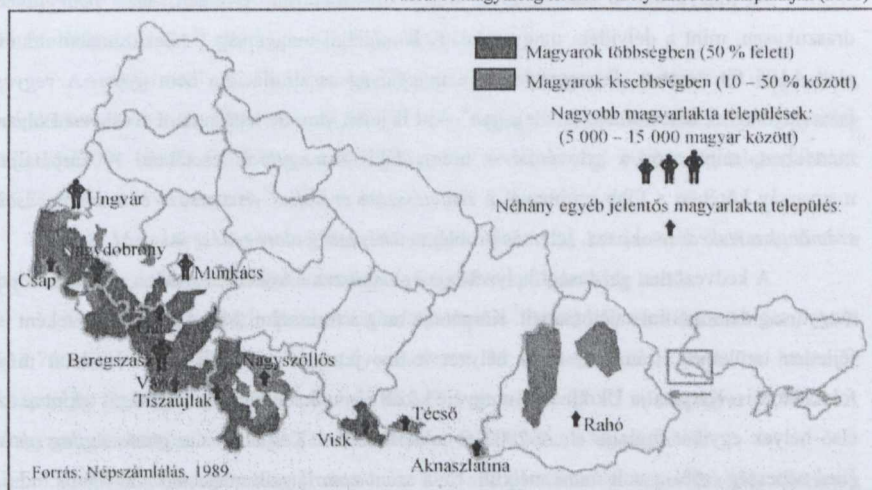 Magyarok többségben (50 % felett)
Magyarok kisebbségben (10 – 50 % között)
Nagyobb magyarlakta települések:
(5 000 – 15 000 magyar között)
Néhány egyéb jelentős magyarlakta település:
Ungvár
Nagydobrony
Csap
Munkács
Beregszász
Nagyszőllős
Tiszaújlak
Visk
Técső
Aknaszlatina
Rahó
Forrás: Népszámlálás, 1989.